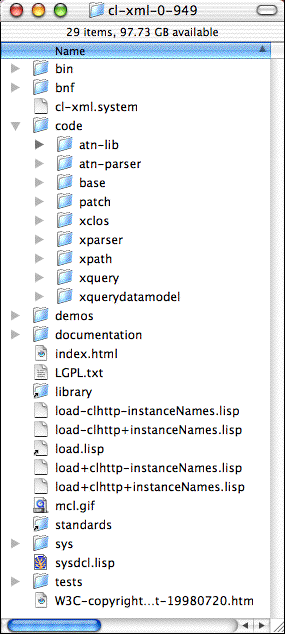 cl-xml-0-949
29 items, 97.73 GB available
Name
bin
bnf
cl-xml.system
code
atn-lib
atn-parser
base
patch
xclos
xparser
xpath
xquery
xquerydatamodel
demos
documentation
index.html
LGPL.txt
library
load-clhttp-instanceNames.lisp
load-clhttp+instanceNames.lisp
load.lisp
load+clhttp-instanceNames.lisp
load+clhttp+instanceNames.lisp
mcl.gif
standards
sys
sysdcl.lisp
tests
W3C-copyright...t-19980720.htm